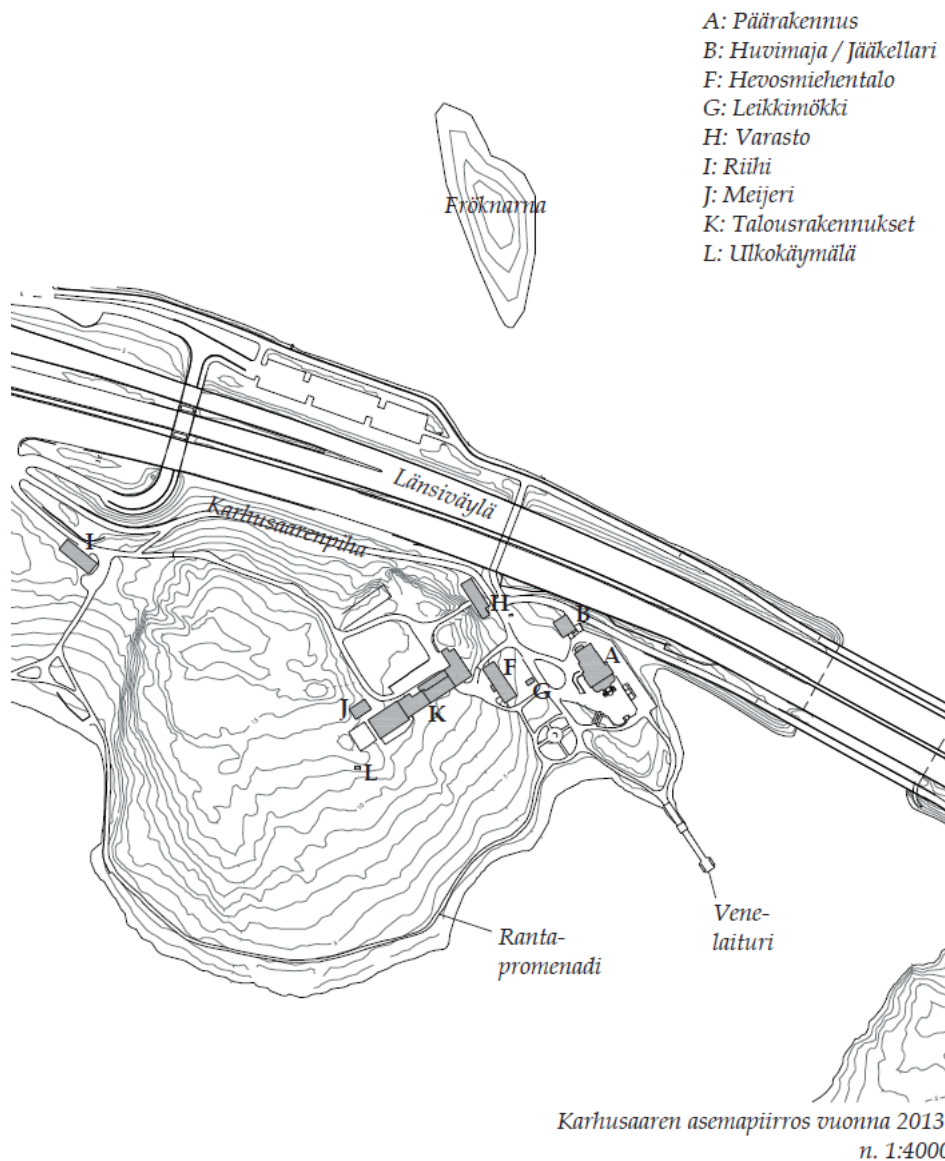 A: Päärakennus
B: Huvimaja / Jääkellari
F: Hevosmiehentalo
G: Leikkimökki
H: Varasto
I: Riihi
J: Meijeri
K: Talousrakennukset
L: Ulkokäymälä
Fröknarna
Länsiväylä
Karhusaarenpiha
I
H
B
F
A
G
J
K
L
Vene-
laituri
Ranta-
promenadi
Karhusaaren asemapiirros vuonna 2013
n. 1:4000